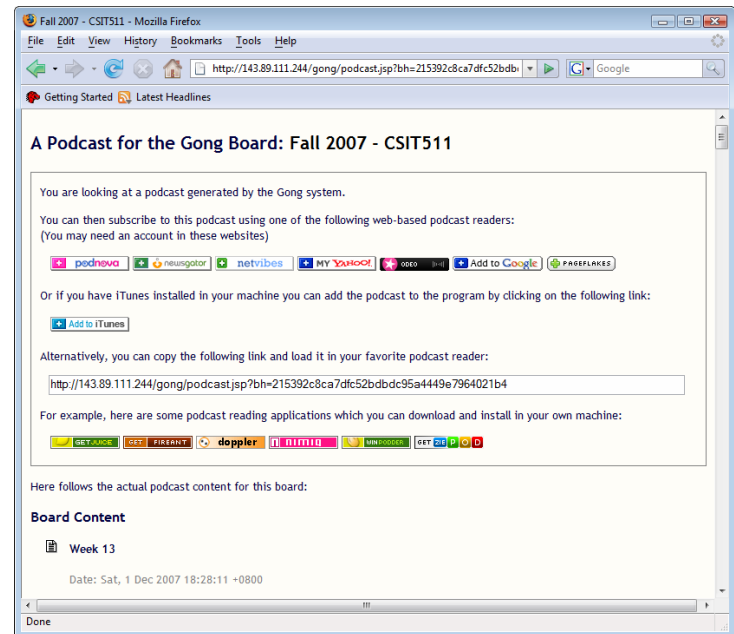 Fall 2007 - CSIT511 - Mozilla Firefox
File Edit View History Bookmarks Tools Help
http://143.89.111.244/gong/podcast.jsp?bh=215392c8ca7dfc52bdb
G Google
Getting Started Latest Headlines
A Podcast for the Gong Board: Fall 2007 - CSIT511
You are looking at a podcast generated by the Gong system.
You can then subscribe to this podcast using one of the following web-based podcast readers:
(You may need an account in these websites)
podnova newsgator netvibes MY YAHOO! ODEO Add to Google PAGEFLAKES
Or if you have iTunes installed in your machine you can add the podcast to the program by clicking on the following link:
Add to iTunes
Alternatively, you can copy the following link and load it in your favorite podcast reader:
http://143.89.111.244/gong/podcast.jsp?bh=215392c8ca7dfc52bdbdc95a4449e7964021b4
For example, here are some podcast reading applications which you can download and install in your own machine:
GET JUICE GET FIREANT doppler nimiq WINPODDER GET ZIE POD
Here follows the actual podcast content for this board:
Board Content
Week 13
Date: Sat, 1 Dec 2007 18:28:11 +0800
Done